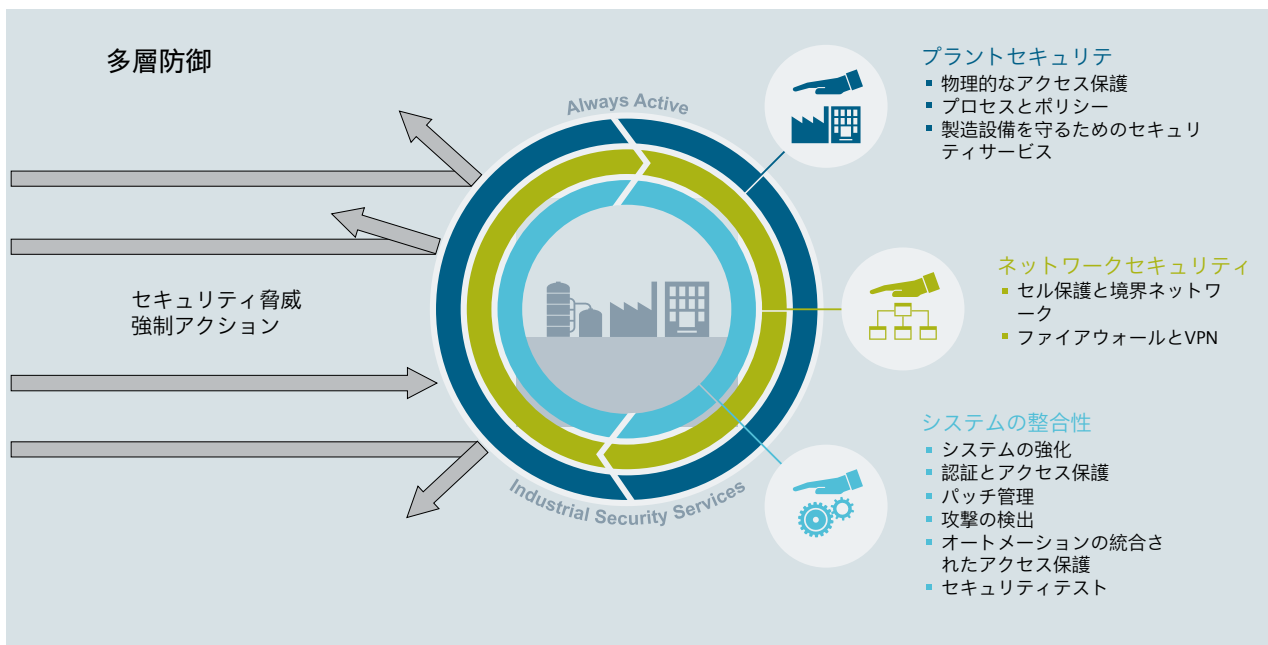 多層防御
Always Active
セキュリティ脅威
強制アクション
Industrial Security Services
プラントセキュリテ
物理的なアクセス保護
プロセスとポリシー
製造設備を守るためのセキュリ
ティサービス
ネットワークセキュリティ
セル保護と境界ネットワ
ーク
ファイアウォールとVPN
システムの整合性
システムの強化
認証とアクセス保護
パッチ管理
攻撃の検出
オートメーションの統合さ
れたアクセス保護
セキュリティテスト